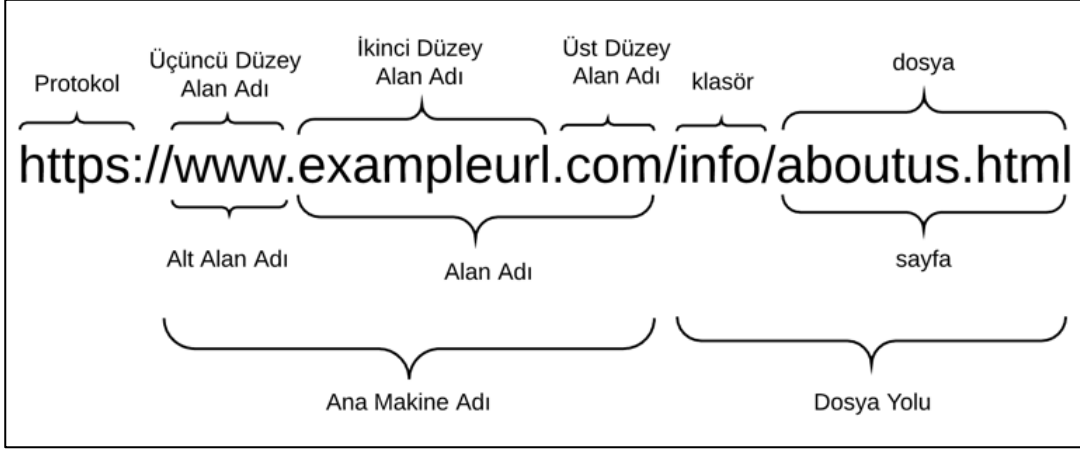 Protokol
Üçüncü Düzey
Alan Adı
İkinci Düzey
Alan Adı
Üst Düzey
Alan Adı
klasör
dosya
https://www.exampleurl.com/info/aboutus.html
Alt Alan Adı
Alan Adı
sayfa
Ana Makine Adı
Dosya Yolu